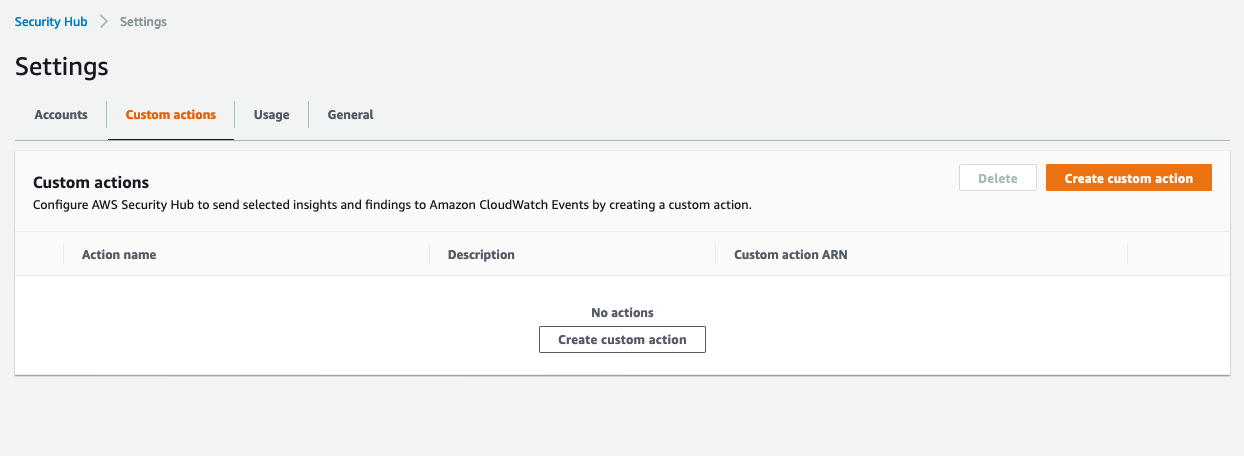 Security Hub > Settings
Settings
Accounts Custom actions Usage General
Custom actions
Delete Create custom action
Configure AWS Security Hub to send selected insights and findings to Amazon CloudWatch Events by creating a custom action.
Action name Description Custom action ARN
No actions
Create custom action